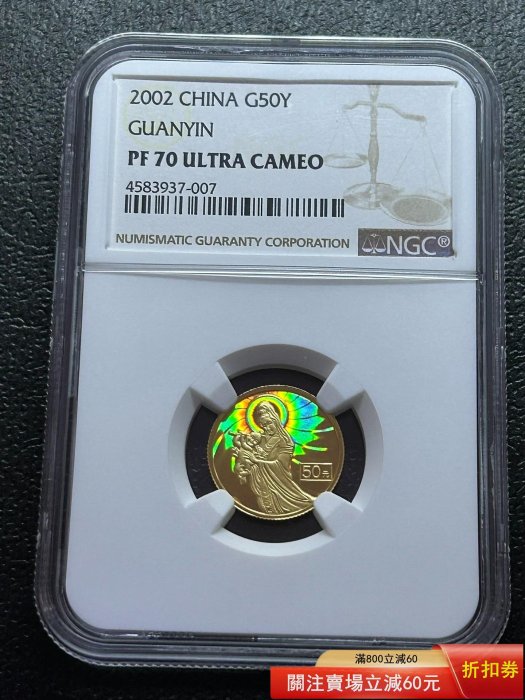 2002 CHINA G50Y
GUANYIN
PF 70 ULTRA CAMEO
4583937-007
NUMISMATIC GUARANTY CORPORATION
NGC®
50元
滿800立減60
關注賣場立減60元
折扣券